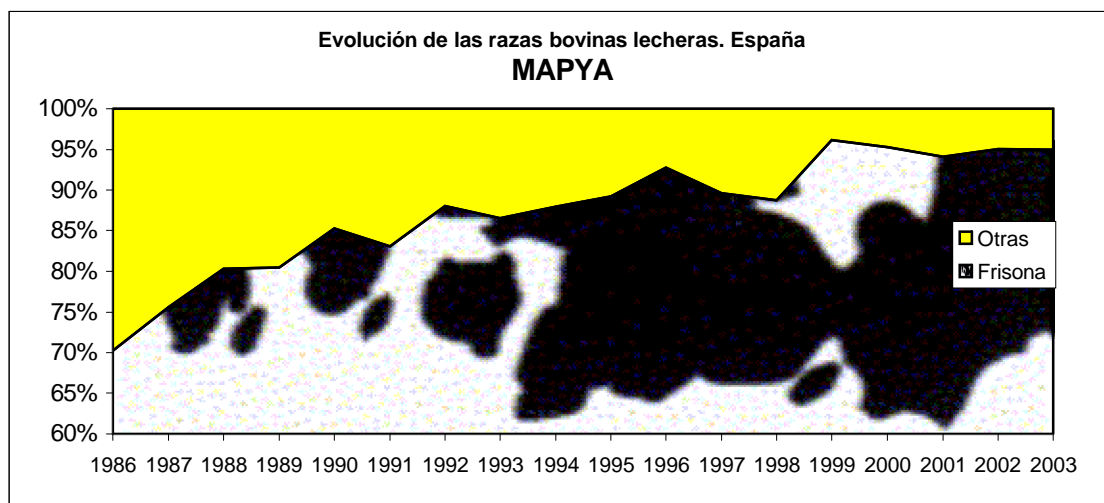 Evolución de las razas bovinas lecheras. España
MAPYA
100%
95%
90%
85%
80%
75%
70%
65%
60%
Otras
Frisona
1986 1987 1988 1989 1990 1991 1992 1993 1994 1995 1996 1997 1998 1999 2000 2001 2002 2003